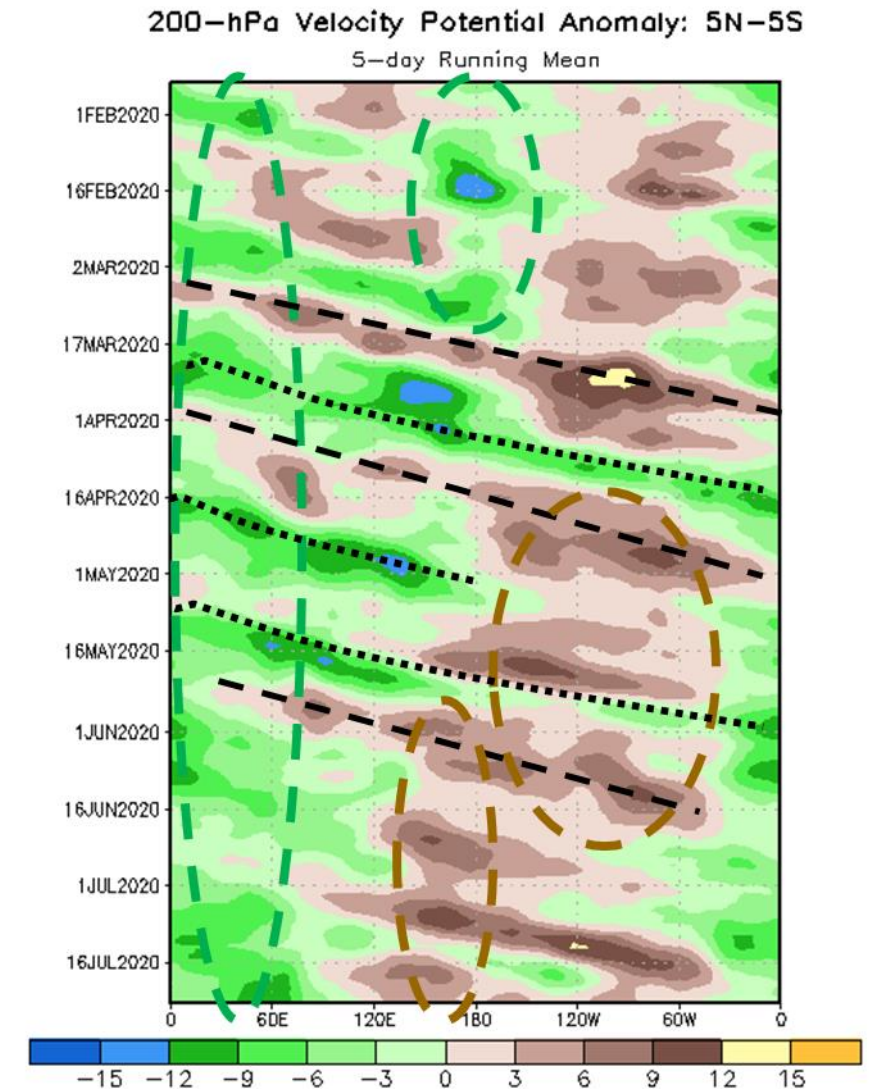 200-hPa Velocity Potential Anomaly: 5N-5S
5-day Running Mean
1FEB2020
16FEB2020
2MAR2020
17MAR2020
1APR2020
16APR2020
1MAY2020
16MAY2020
1JUN2020
16JUN2020
1JUL2020
16JUL2020
0 60E 120E 180 120W 60W 0
-15 -12 -9 -6 -3 0 3 6 9 12 15